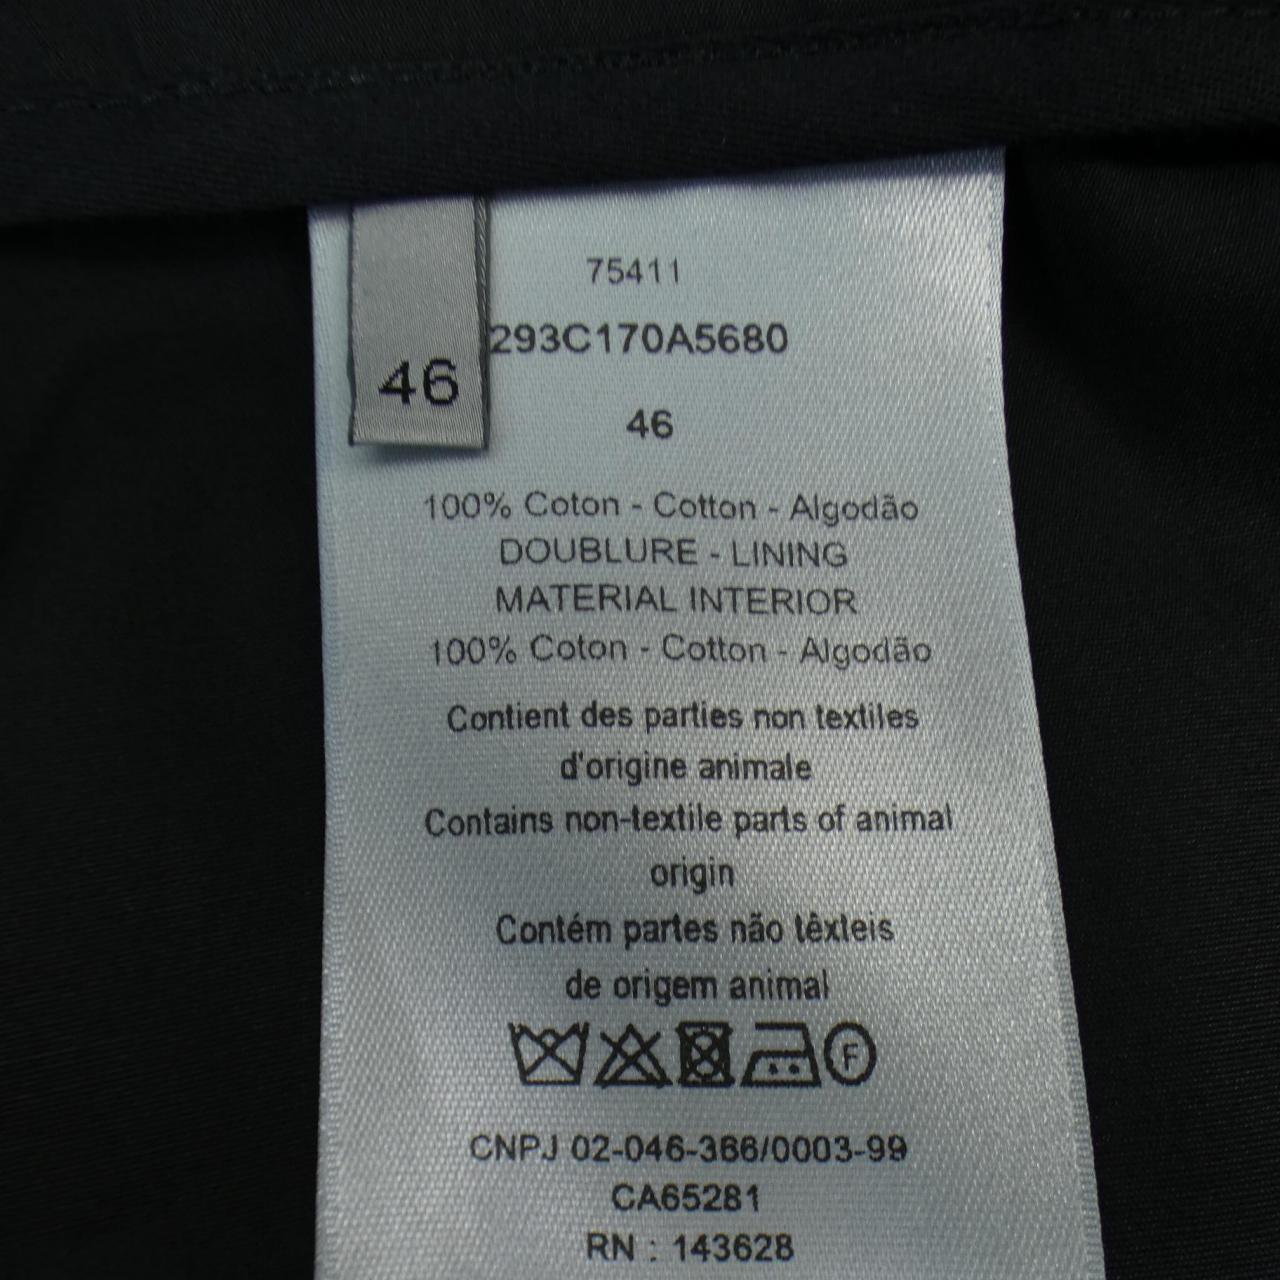 75411
293C170A5680
46
46
100% Coton - Cotton - Algodão
DOUBLURE - LINING
MATERIAL INTERIOR
100% Coton - Cotton - Algodão
Contient des parties non textiles
d'origine animale
Contains non-textile parts of animal
origin
Contém partes não têxteis
de origem animal
F
CNPJ 02-046-366/0003-99
CA65281
RN : 143628